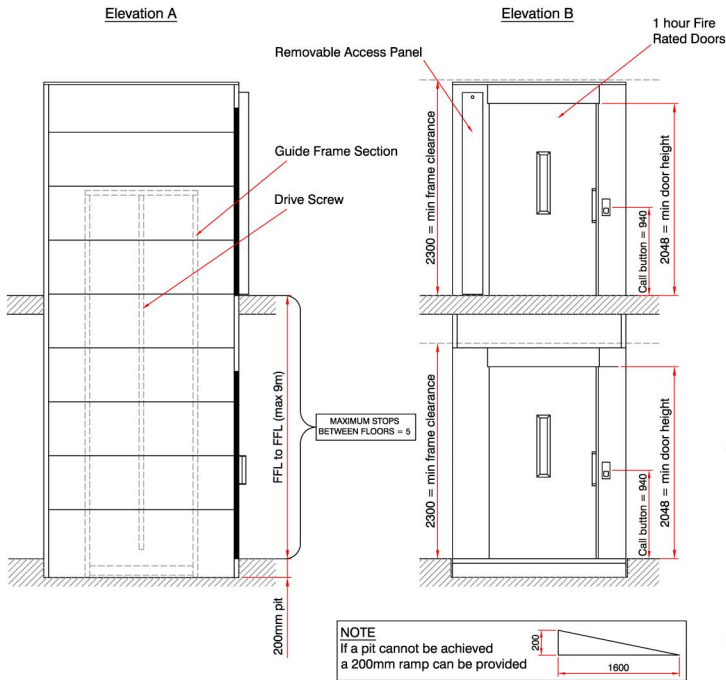 Elevation A
Elevation B
1 hour Fire
Rated Doors
Removable Access Panel
Guide Frame Section
Drive Screw
2300 = min frame clearance
Call button = 940
2048 = min door height
FFL to FFL (max 9m)
MAXIMUM STOPS
BETWEEN FLOORS = 5
2300 = min frame clearance
Call button = 940
2048 = min door height
200mm pit
NOTE
If a pit cannot be achieved
a 200mm ramp can be provided
200
1600